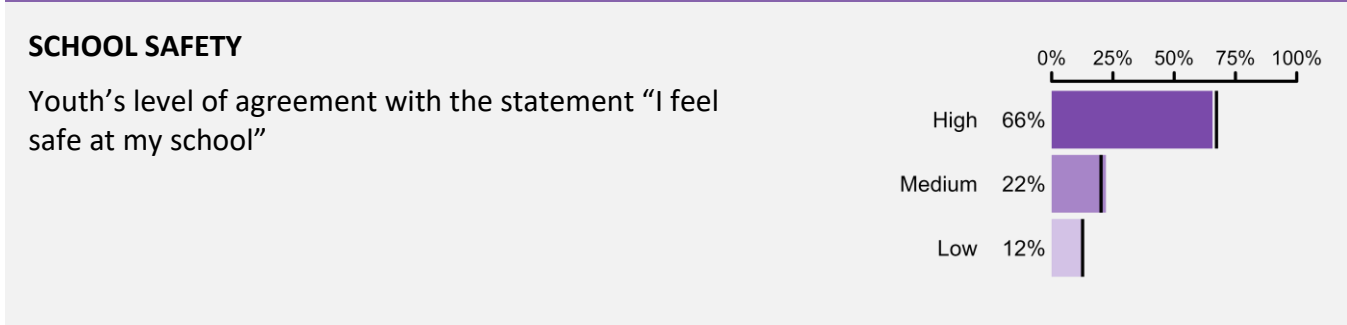 SCHOOL SAFETY
Youth’s level of agreement with the statement “I feel
safe at my school”
0% 25% 50% 75% 100%
High 66%
Medium 22%
Low 12%